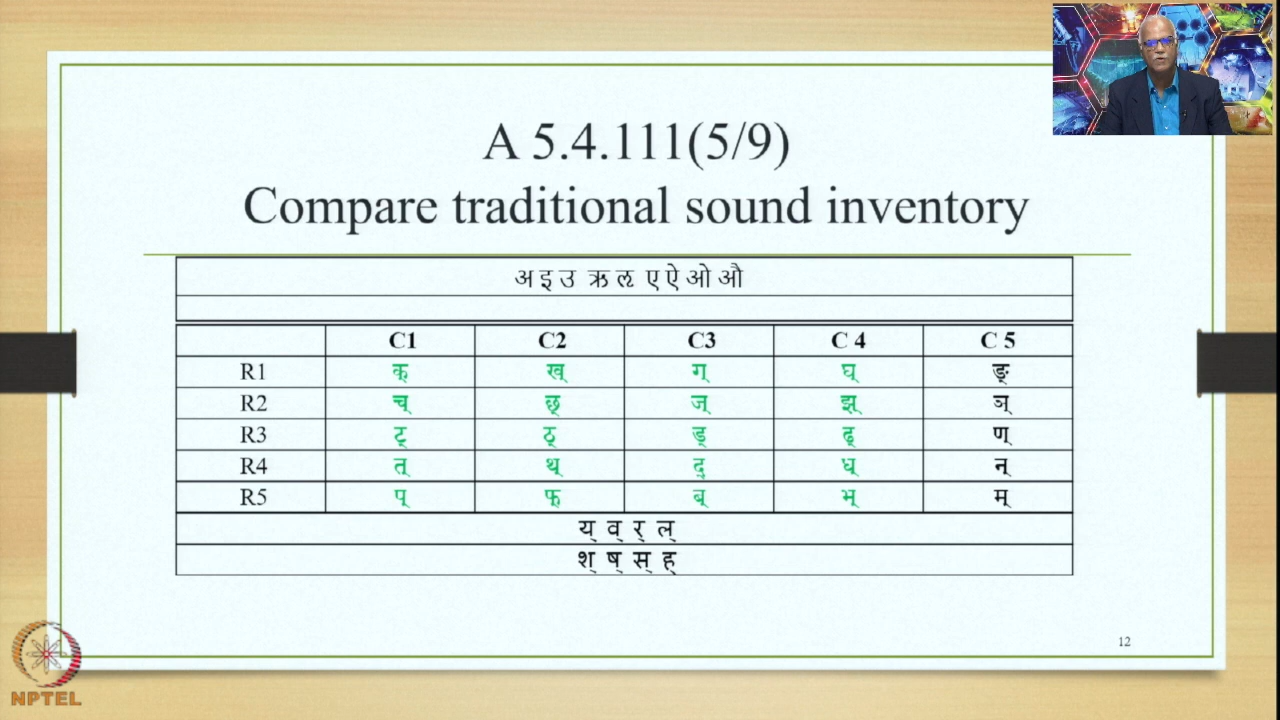 A 5.4.111(5/9)
Compare traditional sound inventory
अ इ उ ऋ ऌ ए ऐ ओ औ
C1 C2 C3 C 4 C 5
R1 क् ख् ग् घ् ङ्
R2 च् छ् ज् झ् ञ्
R3 ट् ठ् ड् ढ् ण्
R4 त् थ् द् ध् न्
R5 प् फ् ब् भ् म्
य् व् र् ल्
श् ष् स् ह्
12
NPTEL